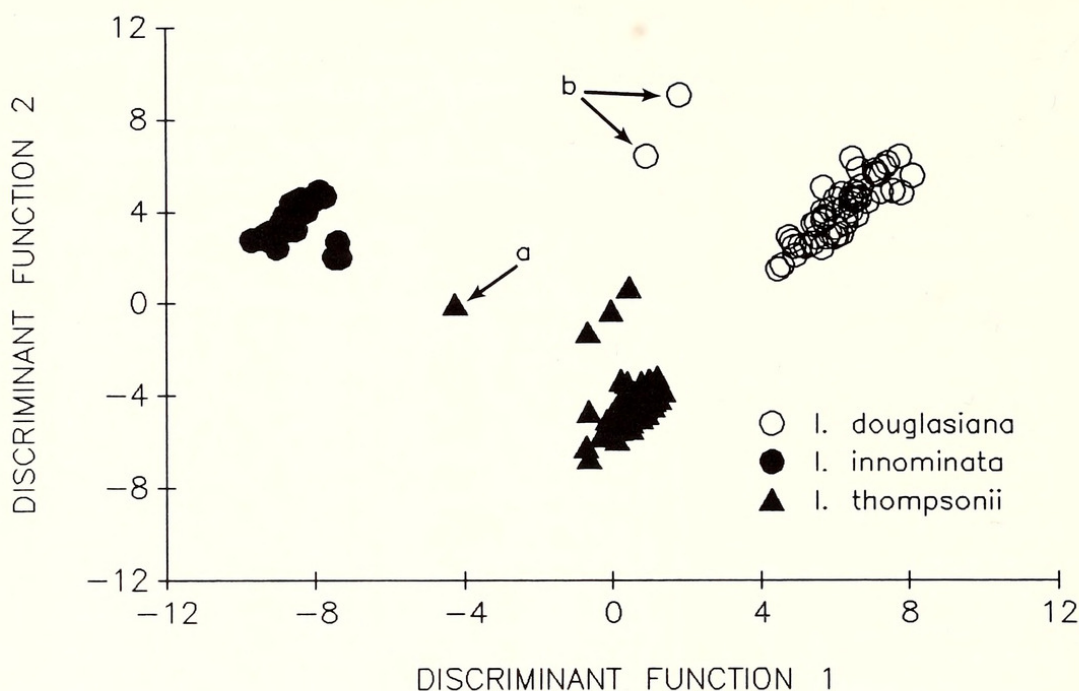 12
8
4
0
−4
−8
−12
DISCRIMINANT FUNCTION 2
b
a
I. douglasiana
I. innominata
I. thompsonii
−12 −8 −4 0 4 8 12
DISCRIMINANT FUNCTION 1